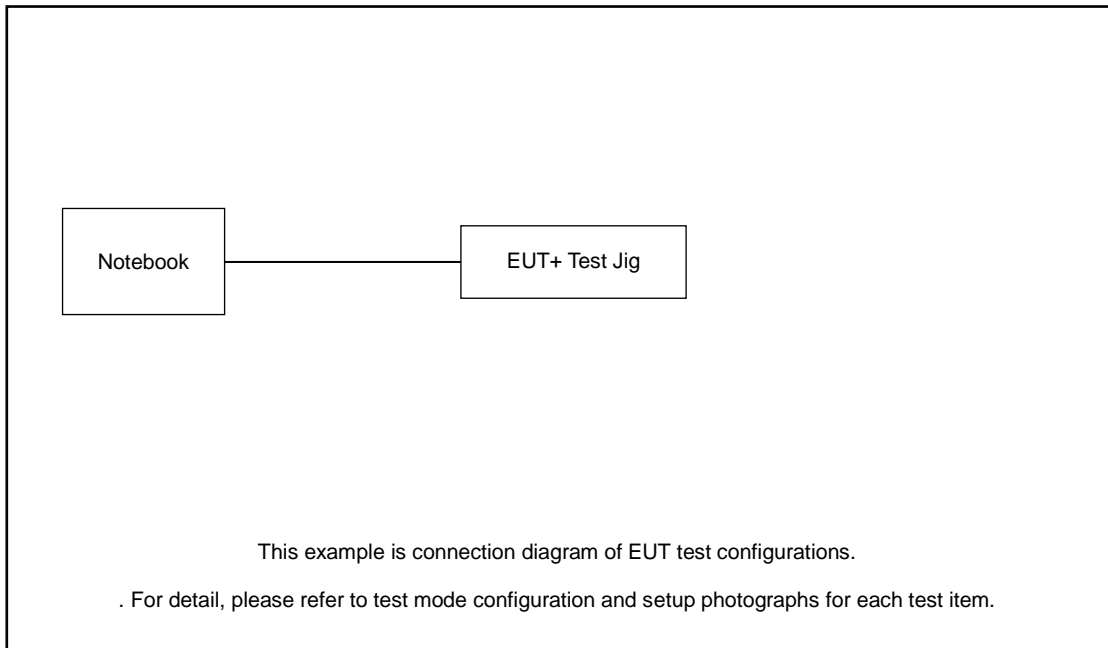 Notebook
EUT+ Test Jig
This example is connection diagram of EUT test configurations.
. For detail, please refer to test mode configuration and setup photographs for each test item.